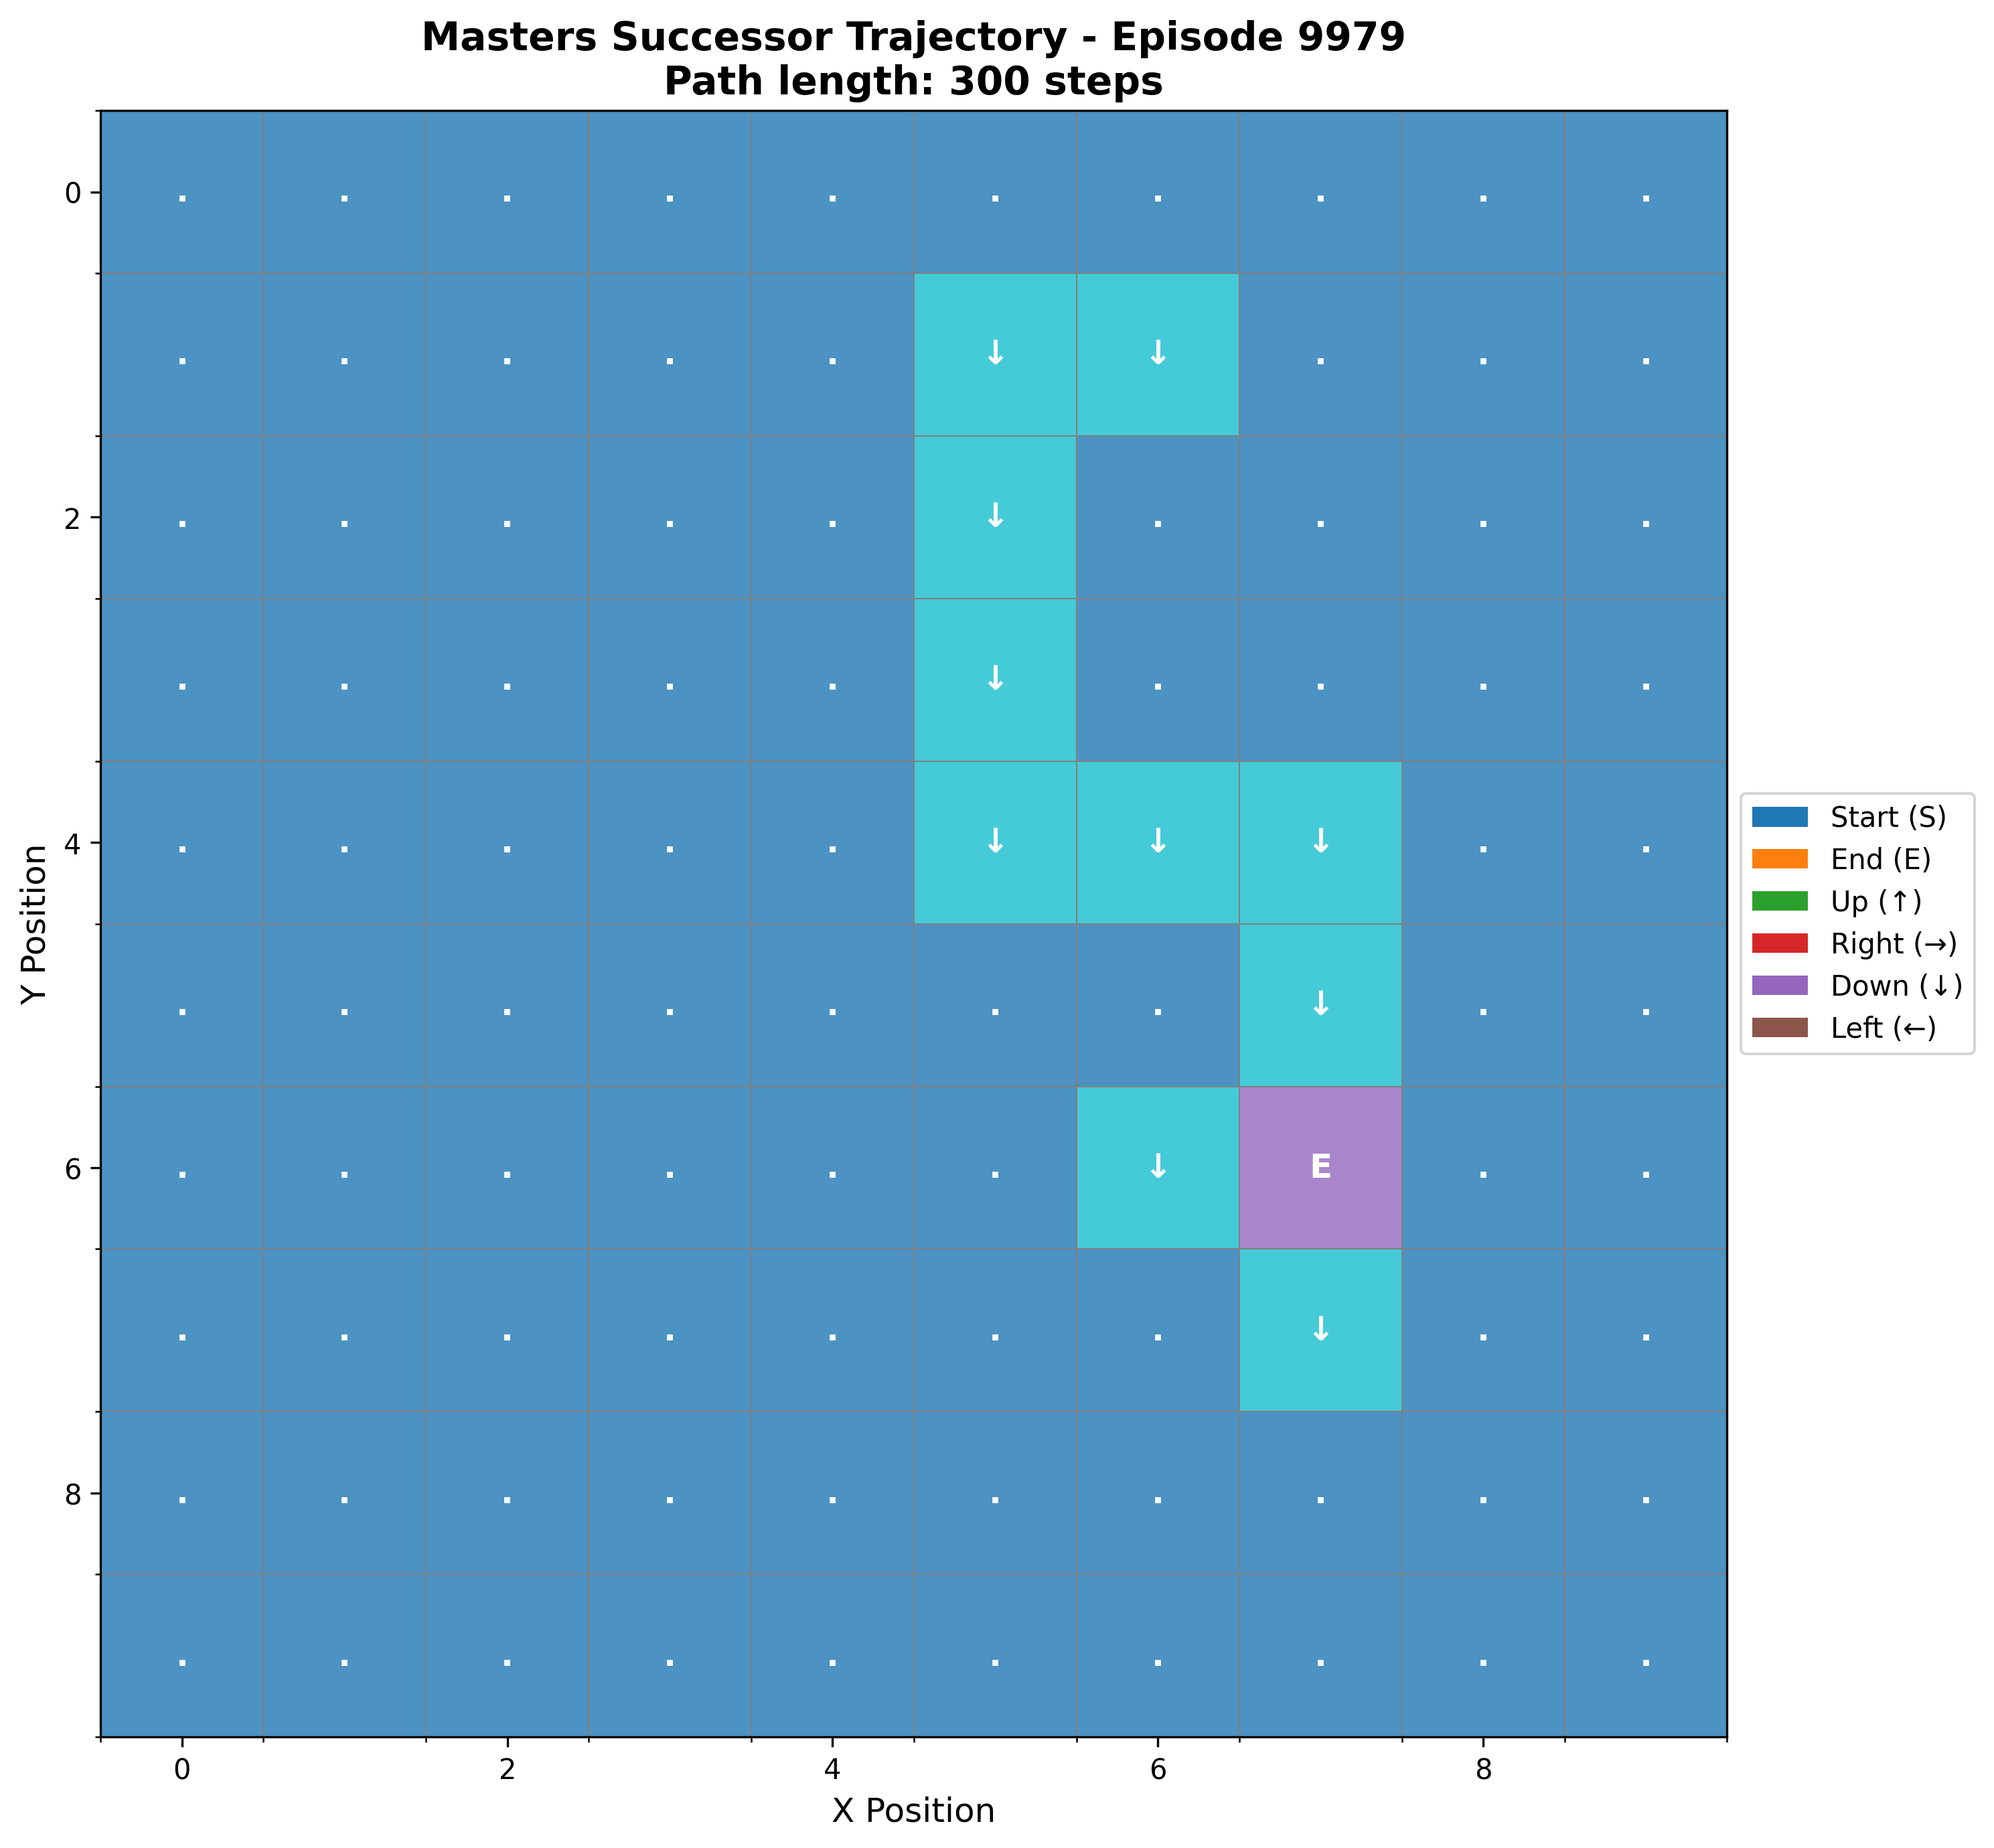 Masters Successor Trajectory - Episode 9979
Path length: 300 steps
0
. . . . . . . . . .
. . . . . ↓ ↓ . . .
2
. . . . . ↓ . . . .
. . . . . ↓ . . . .
4
. . . . . ↓ ↓ ↓ . .
. . . . . . . ↓ . .
6
. . . . . . ↓ E . .
. . . . . . . ↓ . .
8
. . . . . . . . . .
. . . . . . . . . .
Y Position
0 2 4 6 8
X Position
Start (S)
End (E)
Up (↑)
Right (→)
Down (↓)
Left (←)